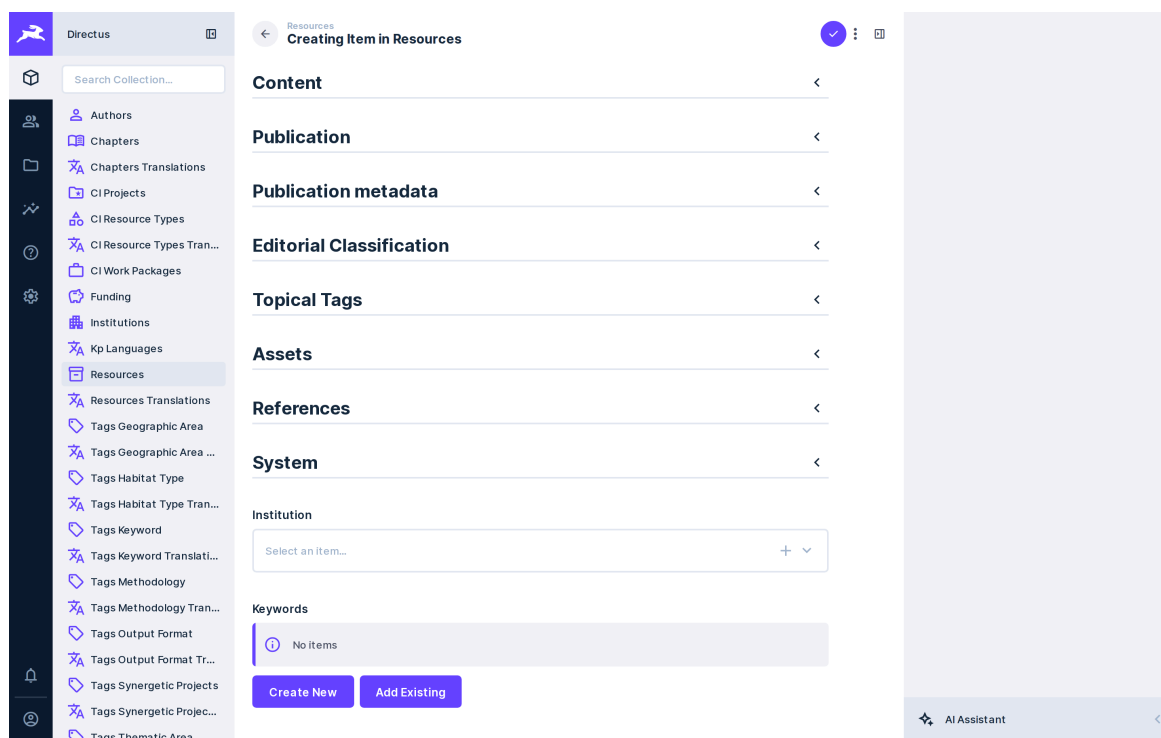 Directus
Search Collection...
Authors
Chapters
Chapters Translations
CI Projects
CI Resource Types
CI Resource Types Tran...
CI Work Packages
Funding
Institutions
Kp Languages
Resources
Resources Translations
Tags Geographic Area
Tags Geographic Area ...
Tags Habitat Type
Tags Habitat Type Tran...
Tags Keyword
Tags Keyword Translati...
Tags Methodology
Tags Methodology Tran...
Tags Output Format
Tags Output Format Tr...
Tags Synergetic Projects
Tags Synergetic Projec...
Tags Thematic Area
Resources
Creating Item in Resources
Content
Publication
Publication metadata
Editorial Classification
Topical Tags
Assets
References
System
Institution
Select an item...
Keywords
No items
Create New
Add Existing
AI Assistant